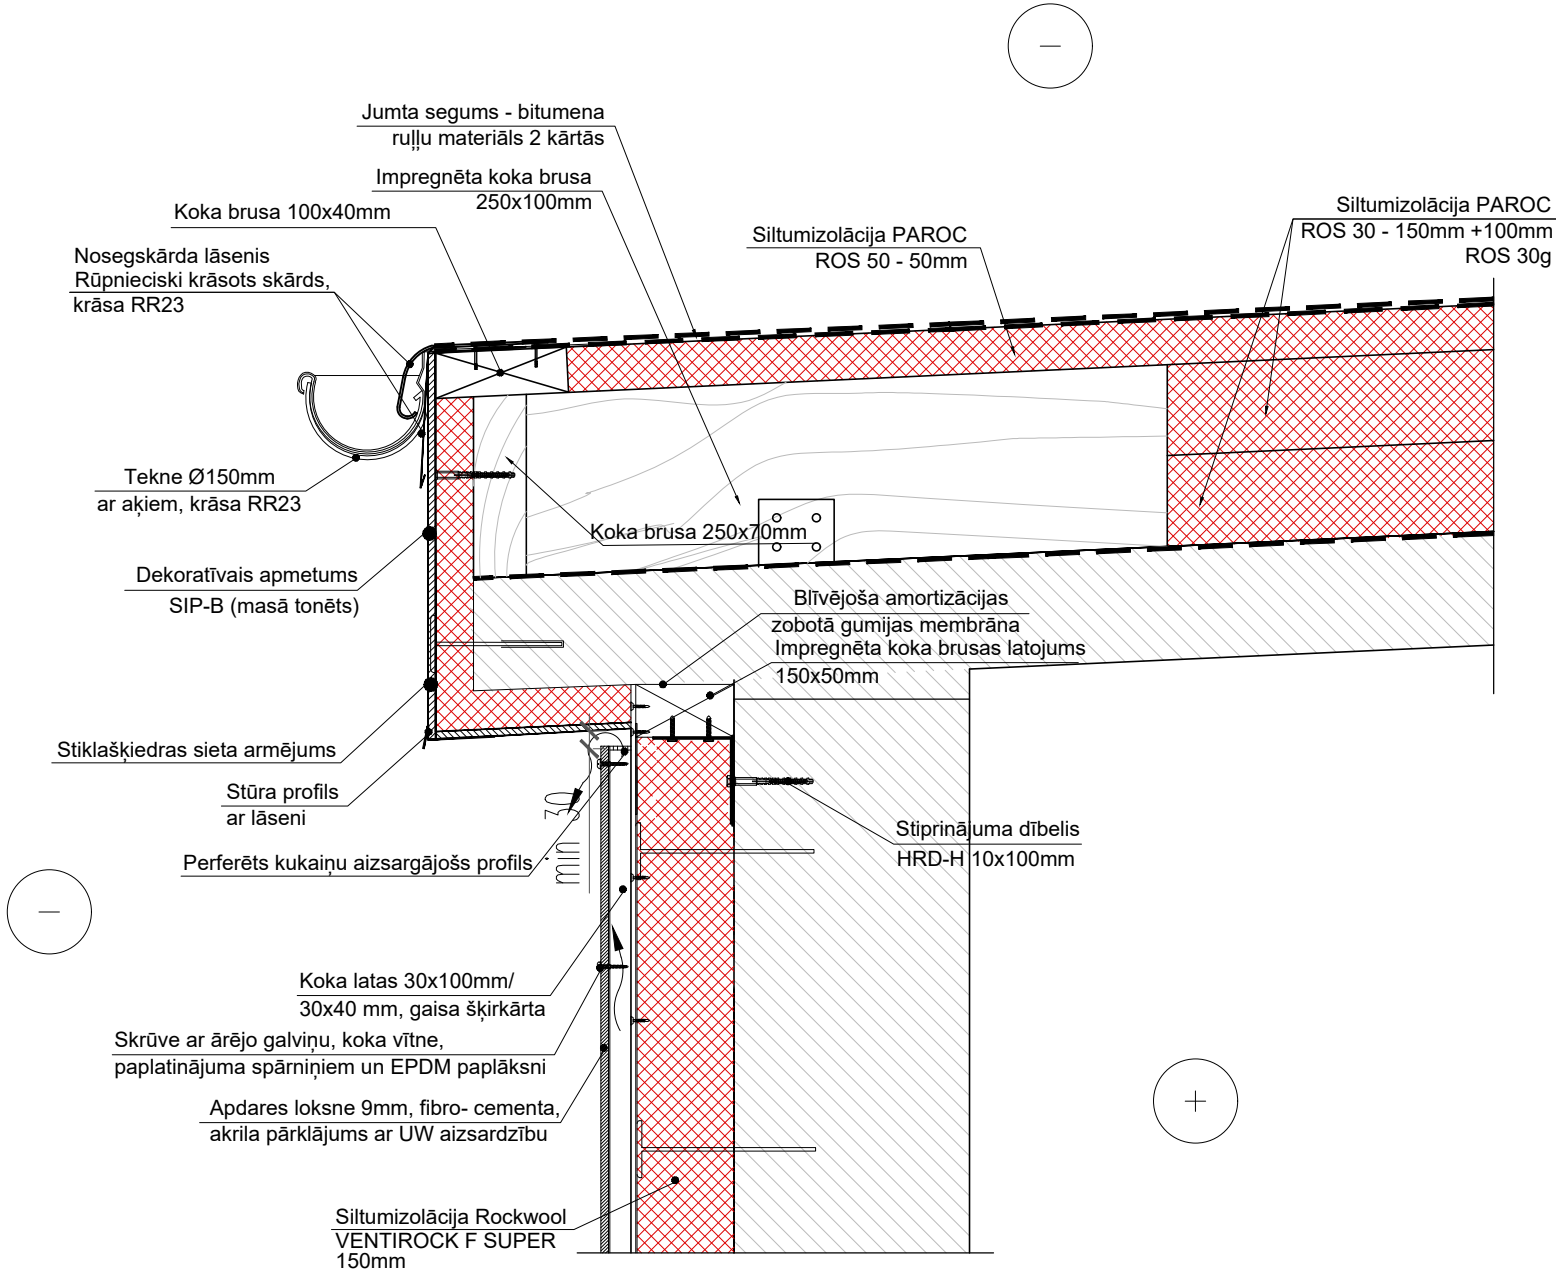 Jumta segums - bitumena
ruļļu materiāls 2 kārtās
Impregnēta koka brusa
250x100mm
Koka brusa 100x40mm
Siltumizolācija PAROC
ROS 30 - 150mm +100mm
ROS 30g
Siltumizolācija PAROC
ROS 50 - 50mm
Nosegskārda lāsenis
Rūpnieciski krāsots skārds,
krāsa RR23
Tekne Ø150mm
ar aķiem, krāsa RR23
Koka brusa 250x70mm
Dekoratīvais apmetums
SIP-B (masā tonēts)
Blīvējoša amortizācijas
zobotā gumijas membrāna
Impregnēta koka brusas latojums
150x50mm
Stiklašķiedras sieta armējums
Stūra profils
ar lāseni
min. 30
Perferēts kukaiņu aizsargājošs profils
Stiprinājuma dībelis
HRD-H 10x100mm
Koka latas 30x100mm/
30x40 mm, gaisa šķirkārta
Skrūve ar ārējo galviņu, koka vītne,
paplatinājuma spārniņiem un EPDM paplāksni
Apdares loksne 9mm, fibro- cementa,
akrila pārklājums ar UW aizsardzību
Siltumizolācija Rockwool
VENTIROCK F SUPER
150mm